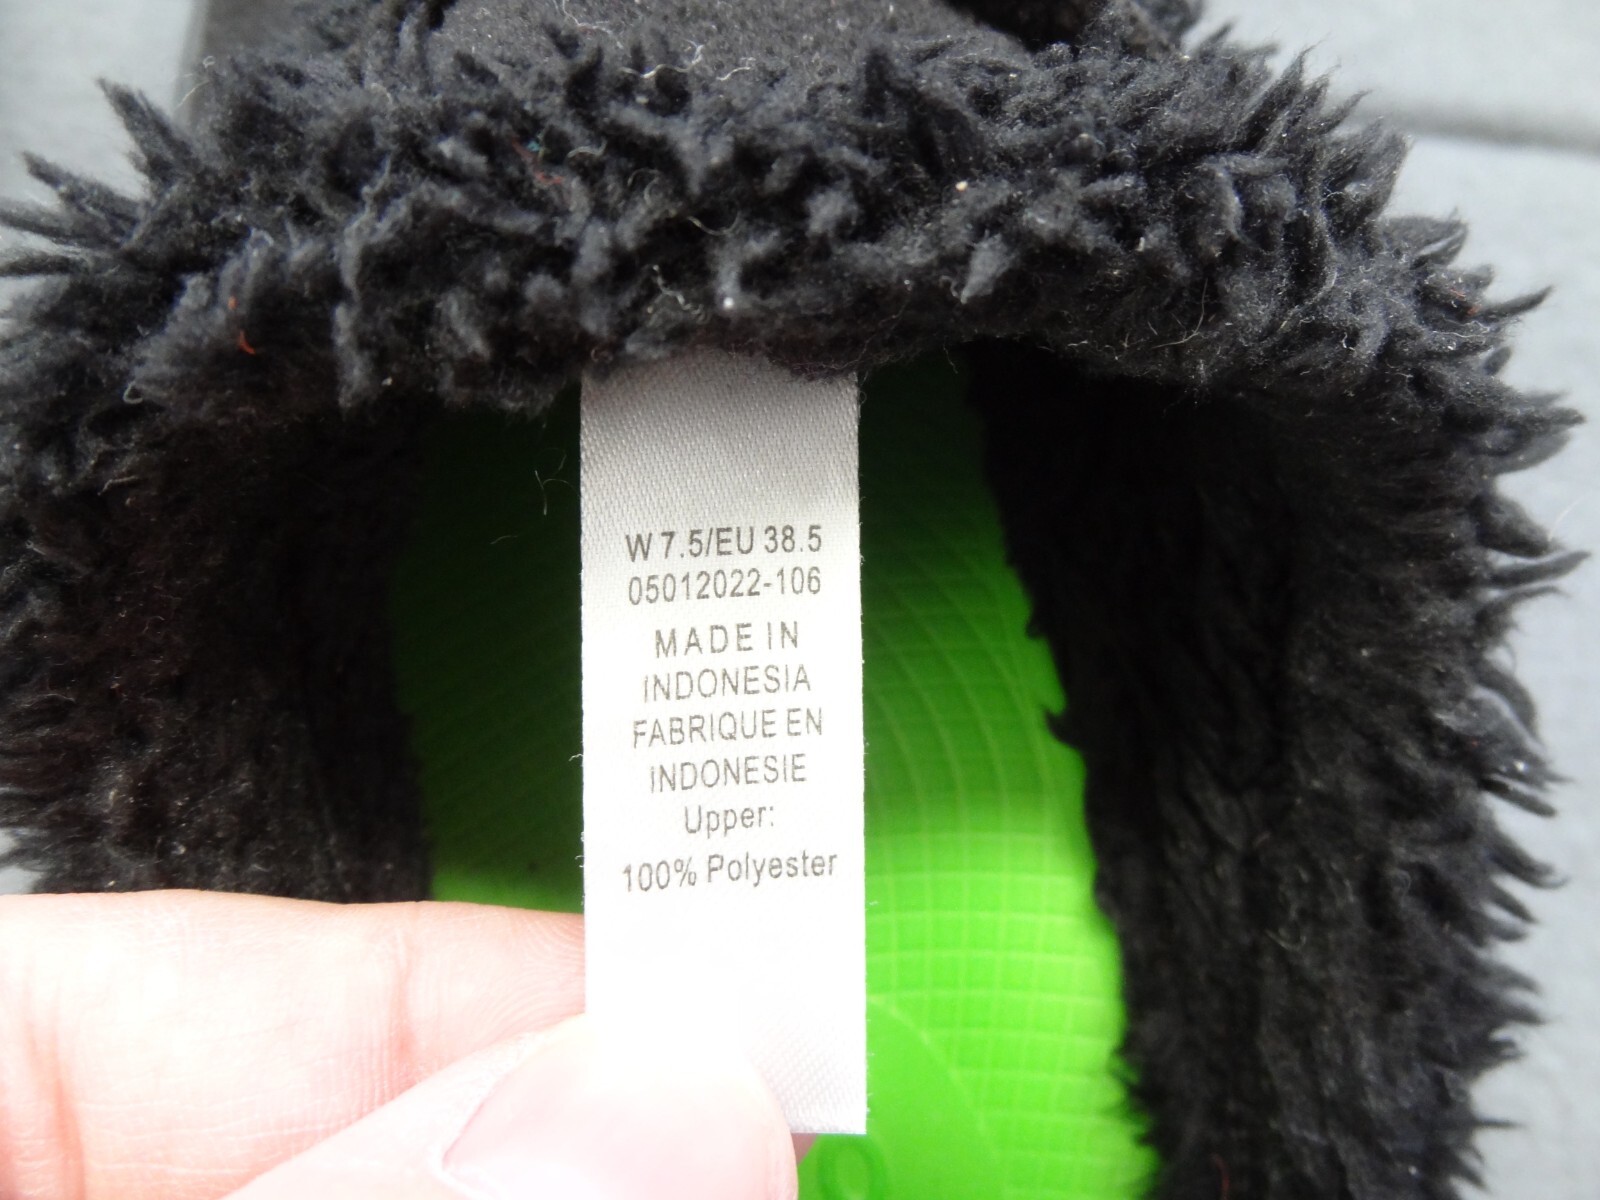 W 7.5/EU 38.5
05012022-106
MADE IN
INDONESIA
FABRIQUE EN
INDONESIE
Upper:
100% Polyester